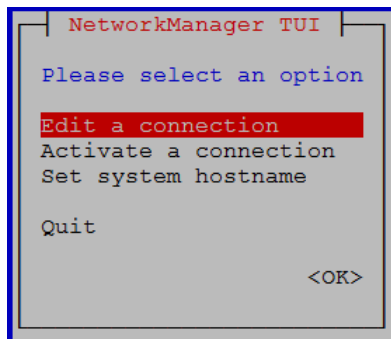 NetworkManager TUI
Please select an option
Edit a connection
Activate a connection
Set system hostname
Quit
<OK>